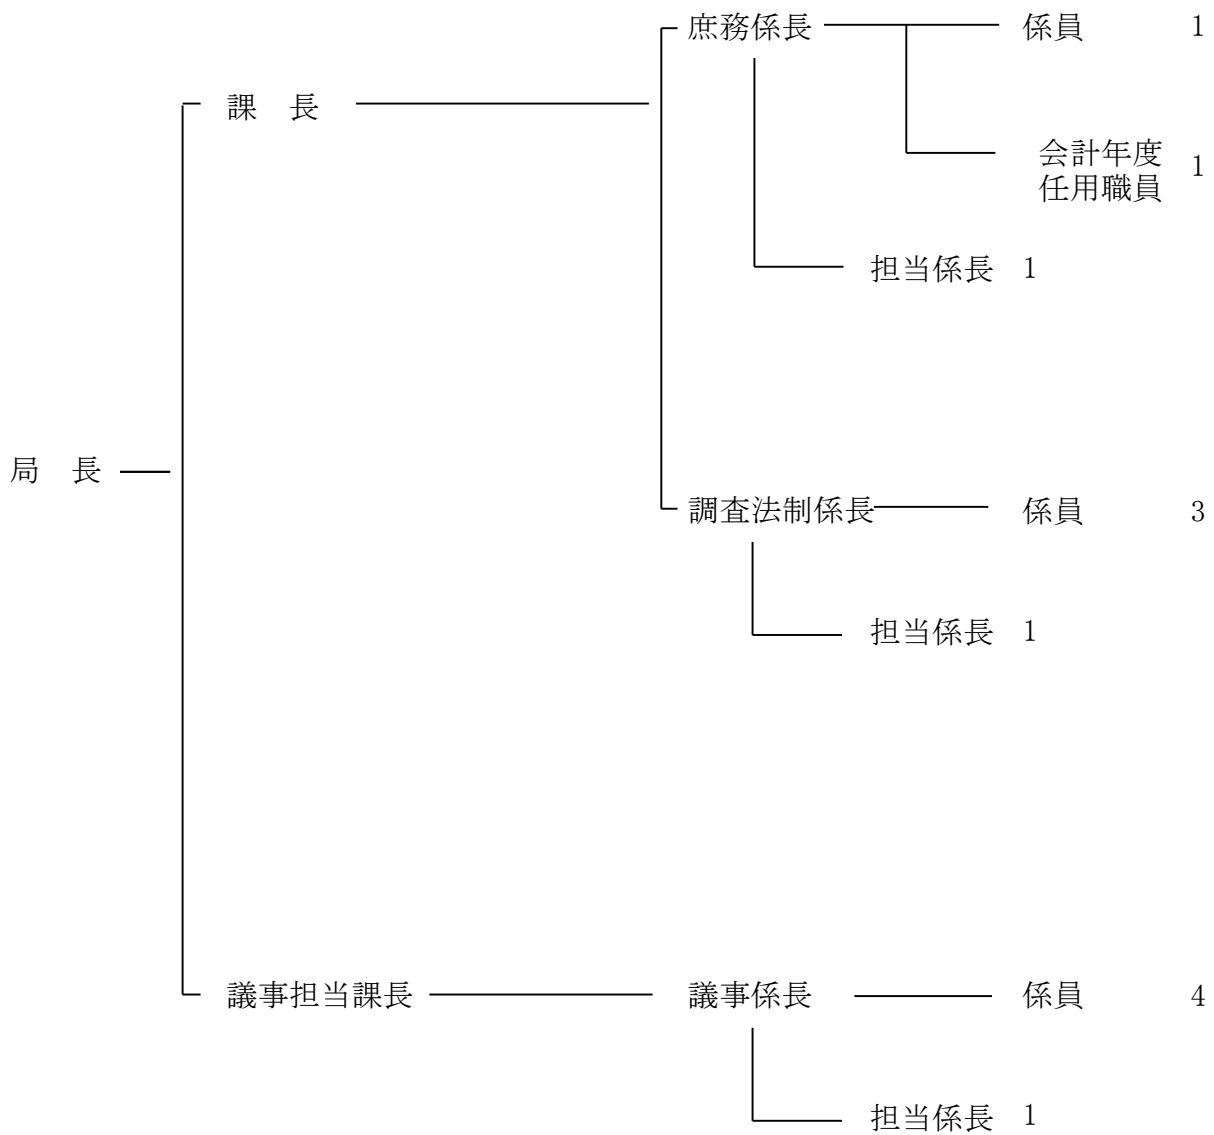 庶務係長 係員 1
課 長
会計年度
任用職員 1
担当係長 1
局 長
調査法制係長 係員 3
担当係長 1
議事担当課長 議事係長 係員 4
担当係長 1